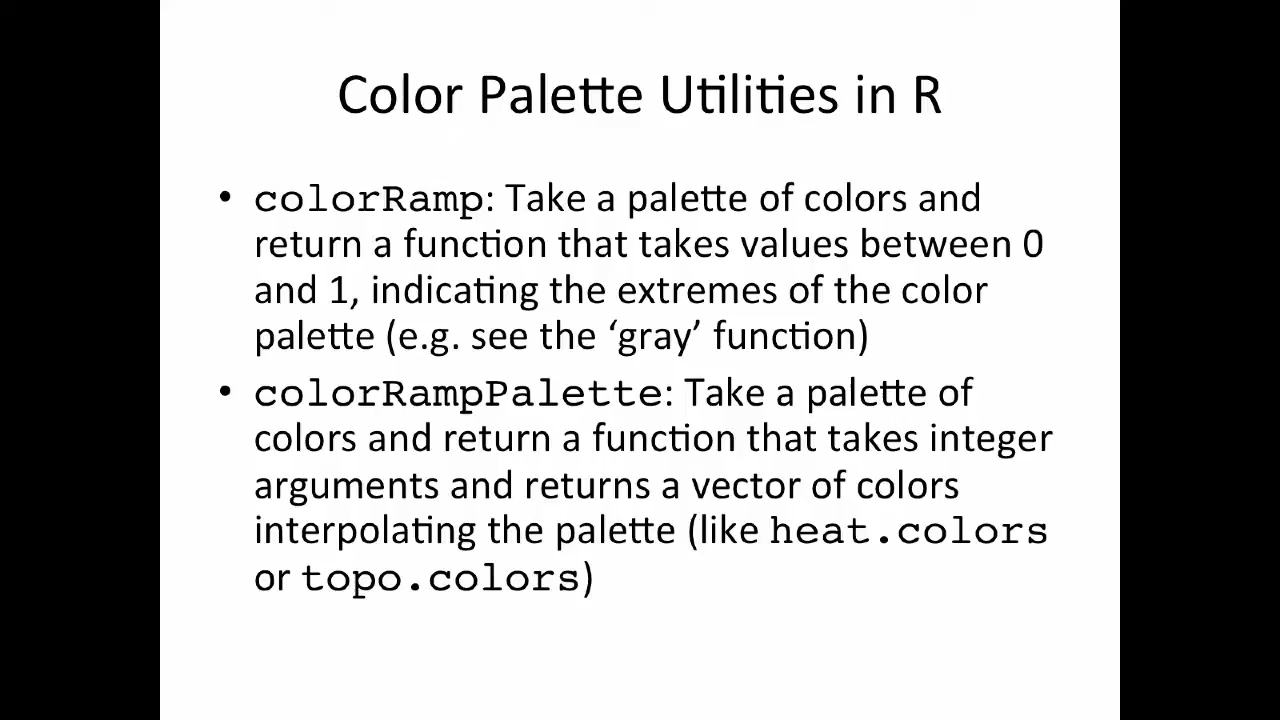 Color Palette Utilities in R
• colorRamp: Take a palette of colors and
return a function that takes values between 0
and 1, indicating the extremes of the color
palette (e.g. see the ‘gray’ function)
• colorRampPalette: Take a palette of
colors and return a function that takes integer
arguments and returns a vector of colors
interpolating the palette (like heat.colors
or topo.colors)